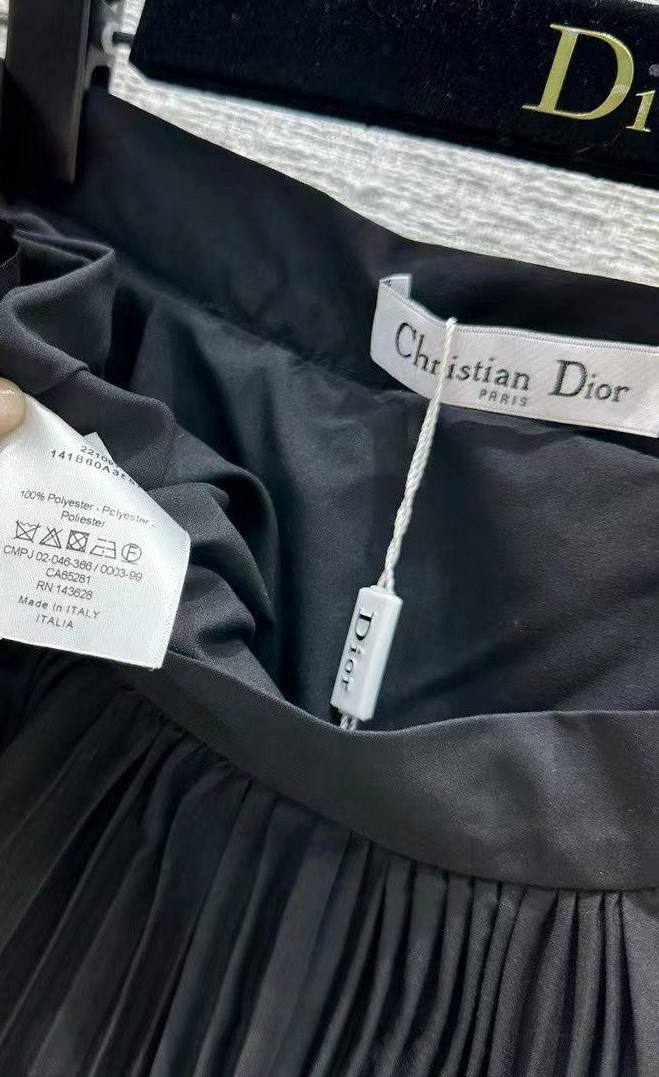 Di
Christian Dior
PARIS
Dior
100% Polyester - Polyester -
Poliester
CMPJ 02-046-366 / 0003-99
CA65281
RN 143628
Made in ITALY
ITALIA